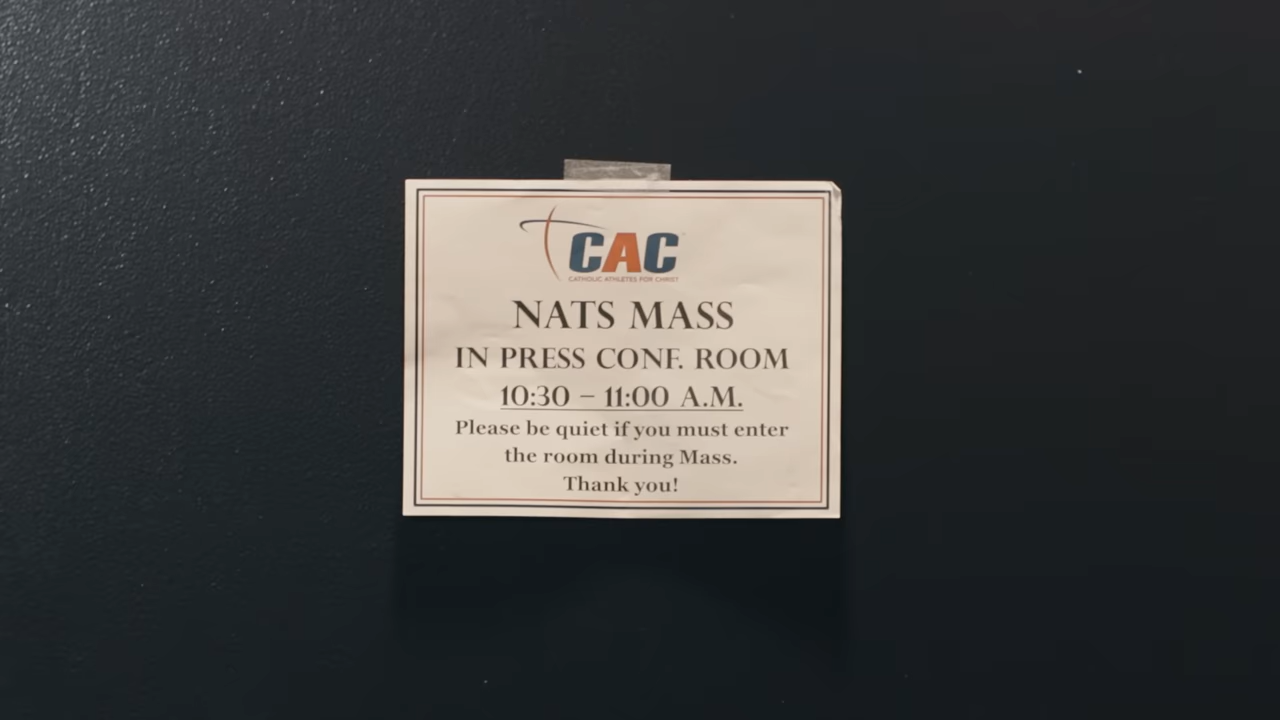 CAC
CATHOLIC ATHLETES FOR CHRIST
NATS MASS
IN PRESS CONF. ROOM
10:30 – 11:00 A.M.
Please be quiet if you must enter
the room during Mass.
Thank you!